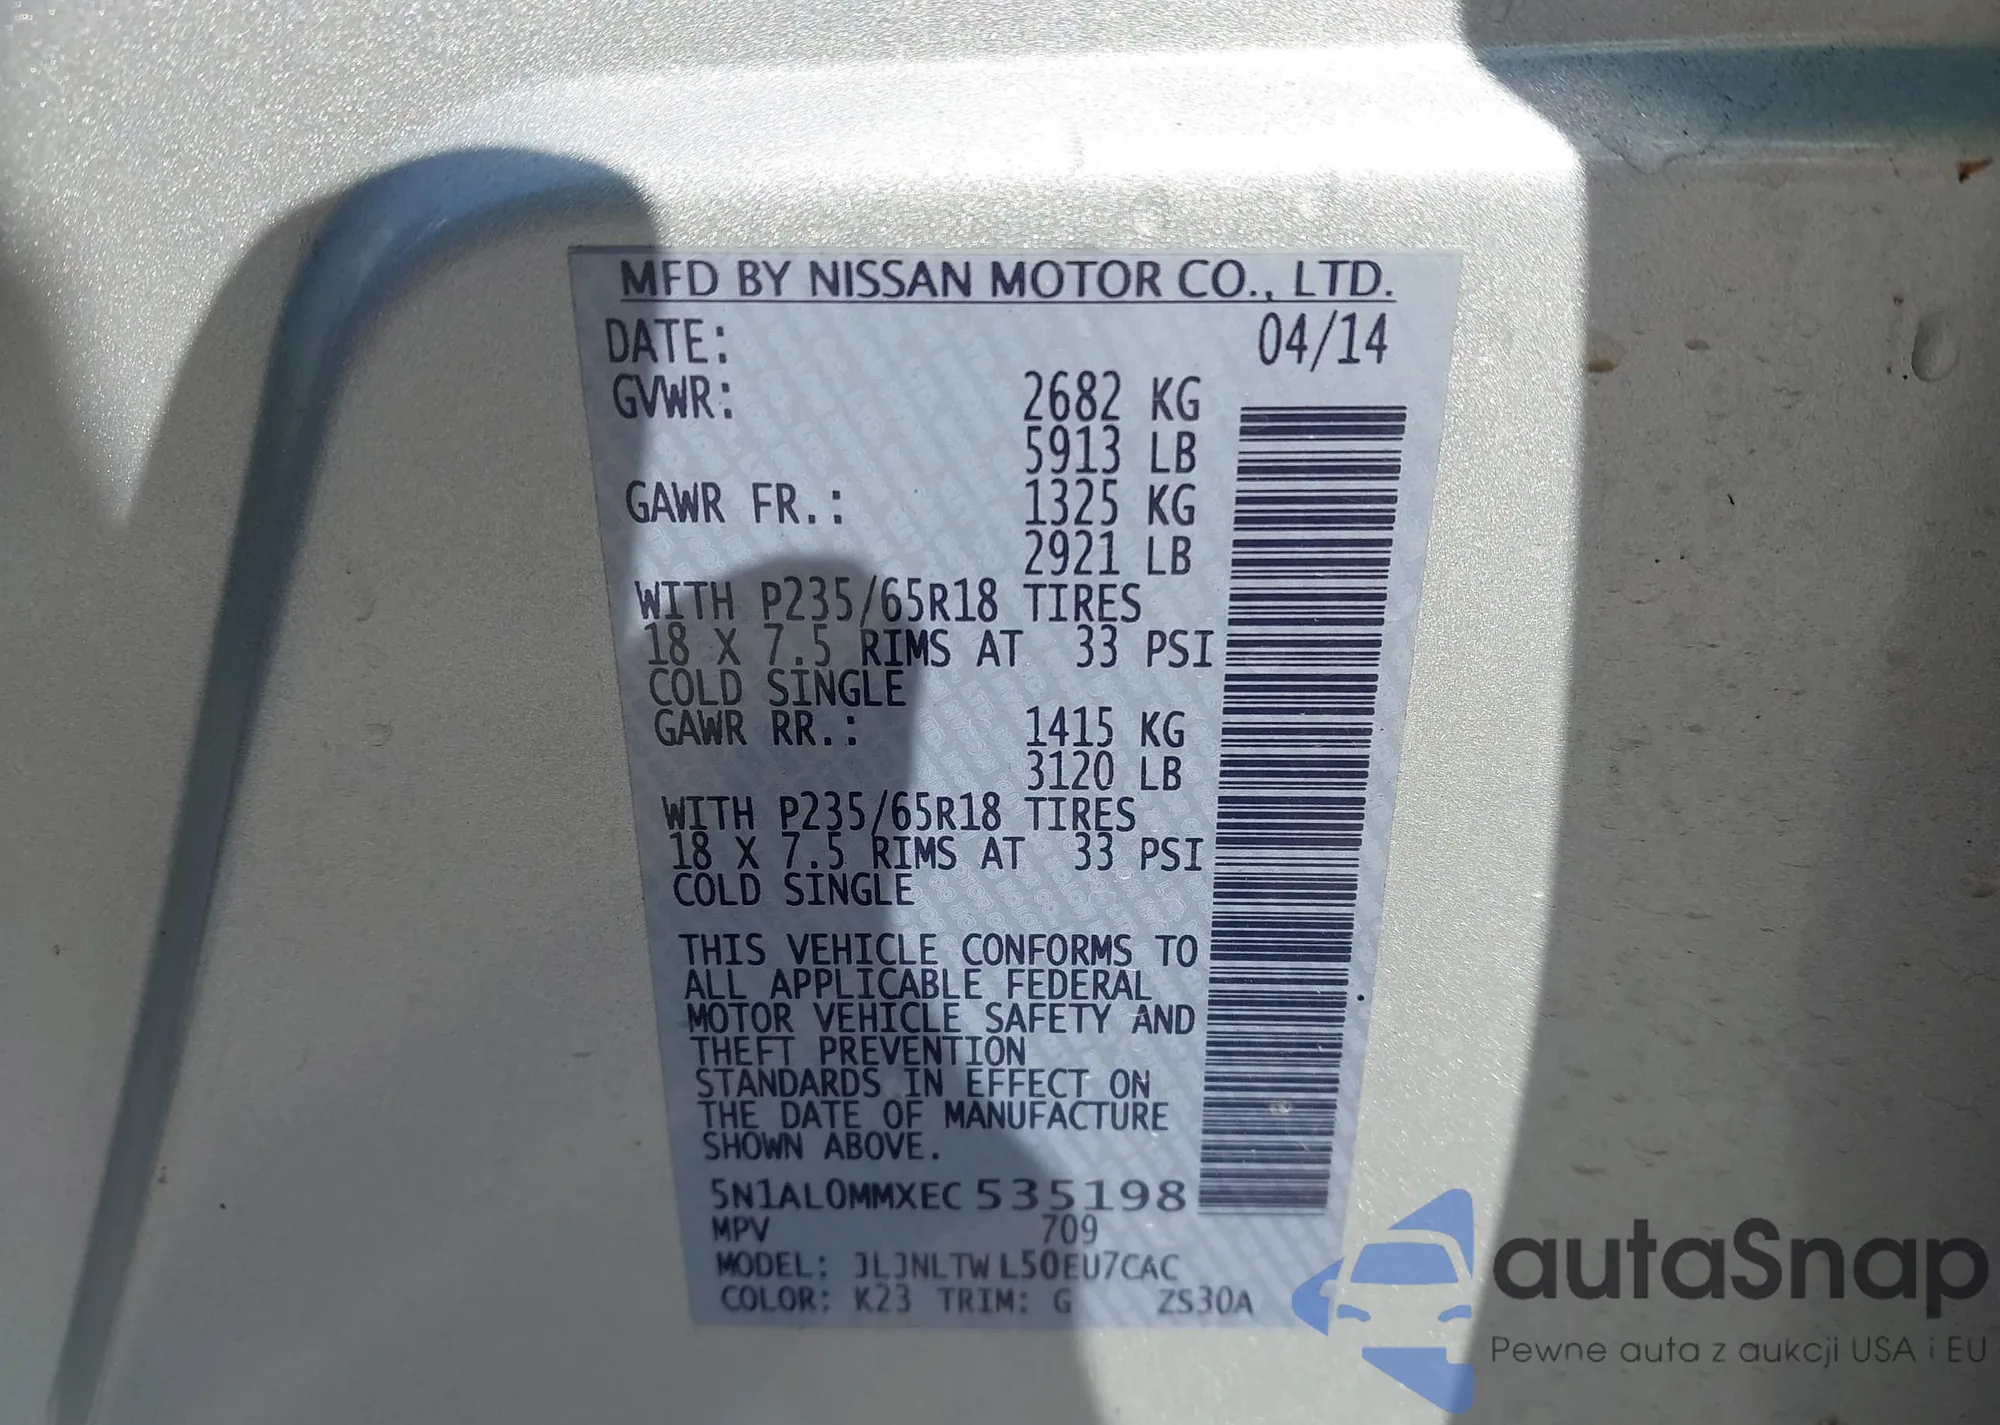 MFD BY NISSAN MOTOR CO., LTD.
DATE: 04/14
GVWR: 2682 KG
5913 LB
GAWR FR.: 1325 KG
2921 LB
WITH P235/65R18 TIRES
18 X 7.5 RIMS AT 33 PSI
COLD SINGLE
GAWR RR.: 1415 KG
3120 LB
WITH P235/65R18 TIRES
18 X 7.5 RIMS AT 33 PSI
COLD SINGLE
THIS VEHICLE CONFORMS TO
ALL APPLICABLE FEDERAL
MOTOR VEHICLE SAFETY AND
THEFT PREVENTION
STANDARDS IN EFFECT ON
THE DATE OF MANUFACTURE
SHOWN ABOVE.
5N1AL0MMXEC 535198
MPV 709
MODEL: JLJNLTW L50EU7CAC
COLOR: K23 TRIM: G ZS30A
autaSnap
Pewne auta z aukcji USA i EU